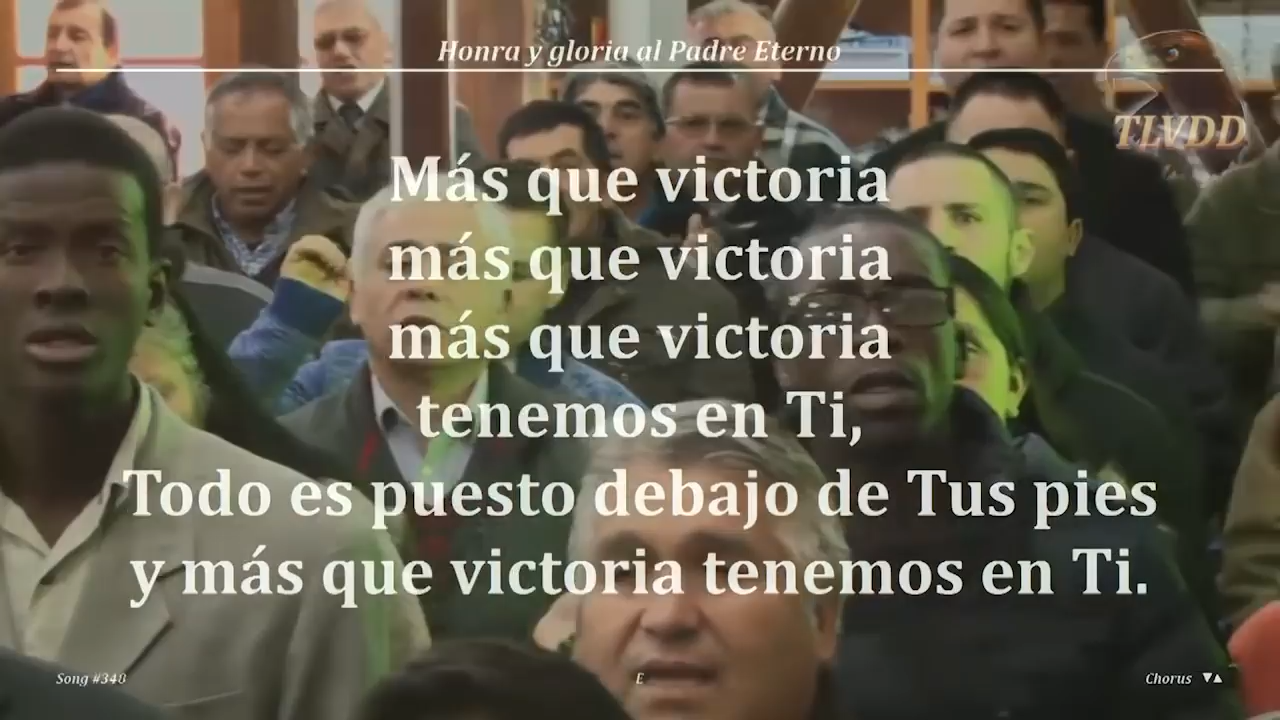 Honra y gloria al Padre Eterno
TLVDD
Más que victoria
más que victoria
más que victoria
tenemos en Ti,
Todo es puesto debajo de Tus pies
y más que victoria tenemos en Ti.
Song #348
E
Chorus ▼▲